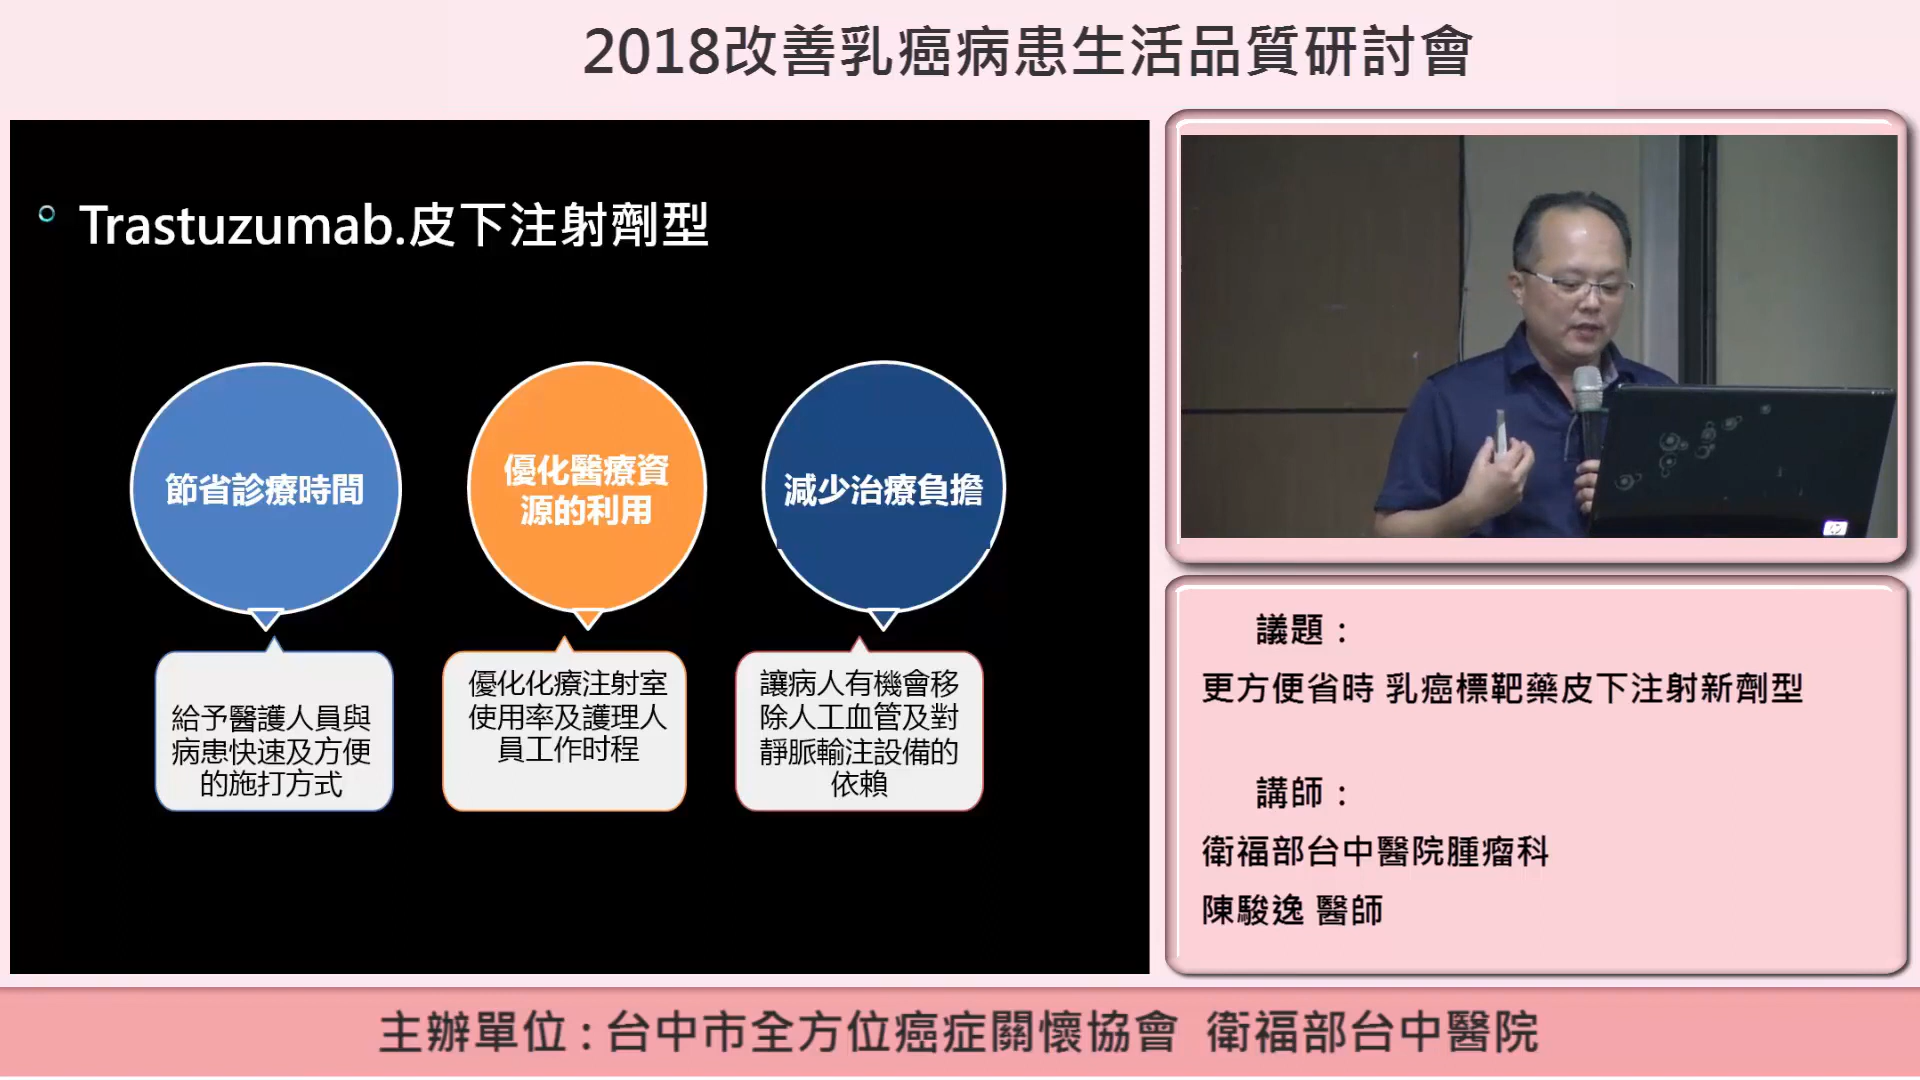 2018改善乳癌病患生活品質研討會
Trastuzumab.皮下注射劑型
節省診療時間
優化醫療資
源的利用
減少治療負擔
給予醫護人員與
病患快速及方便
的施打方式
優化化療注射室
使用率及護理人
員工作时程
讓病人有機會移
除人工血管及對
靜脈輸注設備的
依賴
議題：
更方便省時 乳癌標靶藥皮下注射新劑型
講師：
衛福部台中醫院腫瘤科
陳駿逸 醫師
主辦單位 : 台中市全方位癌症關懷協會 衛福部台中醫院